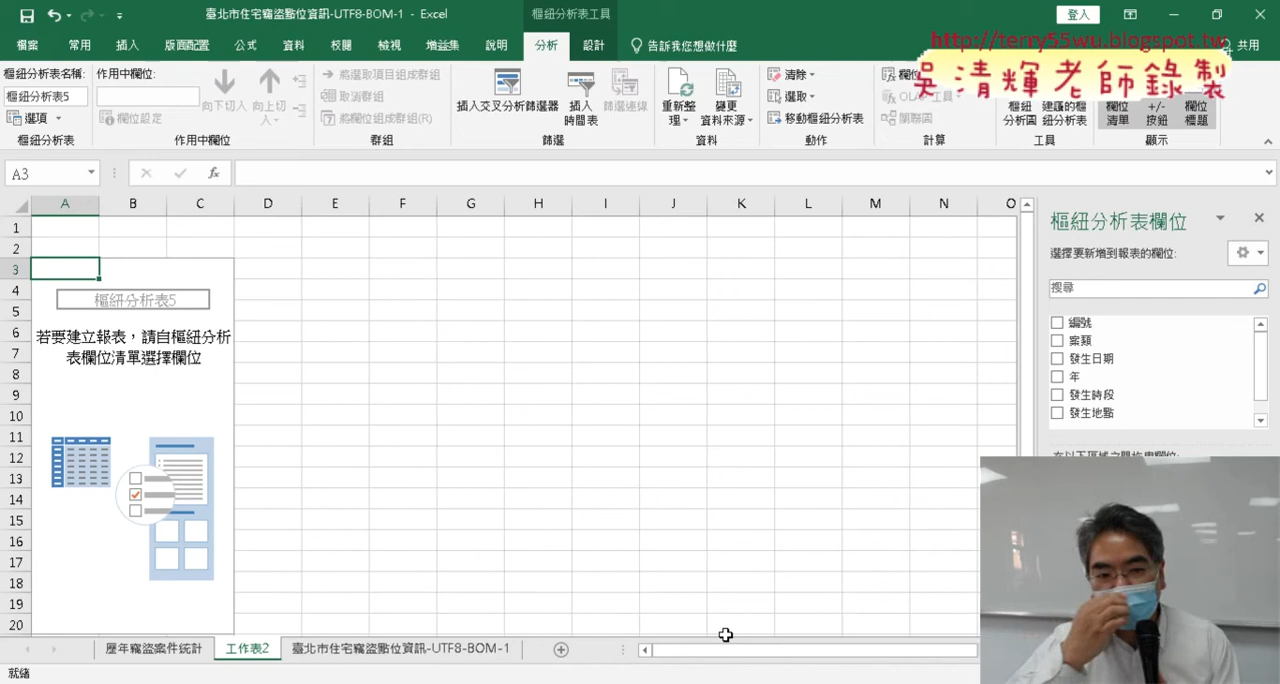 臺北市住宅竊盜點位資訊-UTF8-BOM-1 - Excel 樞紐分析表工具 登入
檔案 常用 插入 版面配置 公式 資料 校閱 檢視 增益集 說明 分析 設計 告訴我您想做什麼 共用
http://terry55wu.blogspot.tw
吳清輝老師錄製
樞紐分析表名稱: 作用中欄位:
樞紐分析表5
選項 欄位設定
向下切入 向上切入
將選取項目組成群組
取消群組
將欄位組成群組(R)
插入交叉分析篩選器 插入時間表 篩選連線
重新整理 變更資料來源
清除
選取
移動樞紐分析表
關聯圖
樞紐分析圖
欄位清單 +/-按鈕 欄位標題
樞紐分析表 作用中欄位 群組 篩選 資料 動作 計算 工具 顯示
A3 fx
A B C D E F G H I J K L M N O
1
2
3
4
5
6
7
8
9
10
11
12
13
14
15
16
17
18
19
20
樞紐分析表5
若要建立報表，請自樞紐分析
表欄位清單選擇欄位
樞紐分析表欄位
選擇要新增到報表的欄位:
搜尋
編號
案類
發生日期
年
發生時段
發生地點
歷年竊盜案件統計 工作表2 臺北市住宅竊盜點位資訊-UTF8-BOM-1
就緒